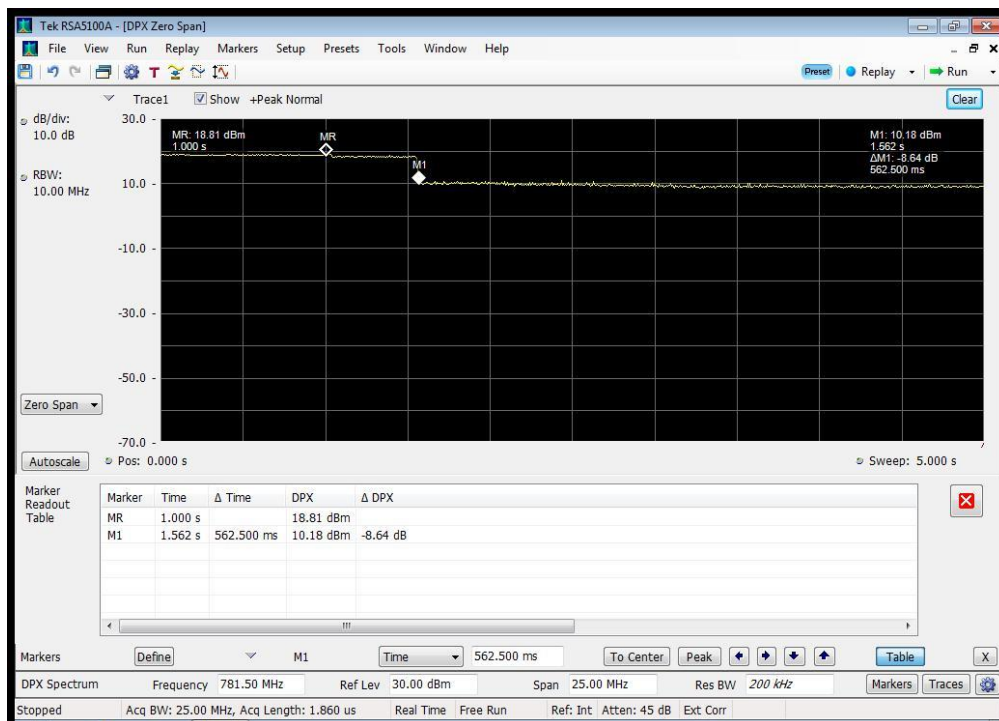 Tek RSA5100A - [DPX Zero Span]
File View Run Replay Markers Setup Presets Tools Window Help
T Preset Replay Run
Trace1 Show +Peak Normal Clear
dB/div:
10.0 dB
RBW:
10.00 MHz
30.0
10.0
-10.0
-30.0
-50.0
-70.0
MR: 18.81 dBm
1.000 s
MR
M1
M1: 10.18 dBm
1.562 s
ΔM1: -8.64 dB
562.500 ms
Zero Span
Autoscale Pos: 0.000 s Sweep: 5.000 s
Marker
Readout
Table
Marker Time Δ Time DPX Δ DPX
MR 1.000 s 18.81 dBm
M1 1.562 s 562.500 ms 10.18 dBm -8.64 dB
Markers Define M1 Time 562.500 ms To Center Peak Table X
DPX Spectrum Frequency 781.50 MHz Ref Lev 30.00 dBm Span 25.00 MHz Res BW 200 kHz Markers Traces
Stopped Acq BW: 25.00 MHz, Acq Length: 1.860 us Real Time Free Run Ref: Int Atten: 45 dB Ext Corr